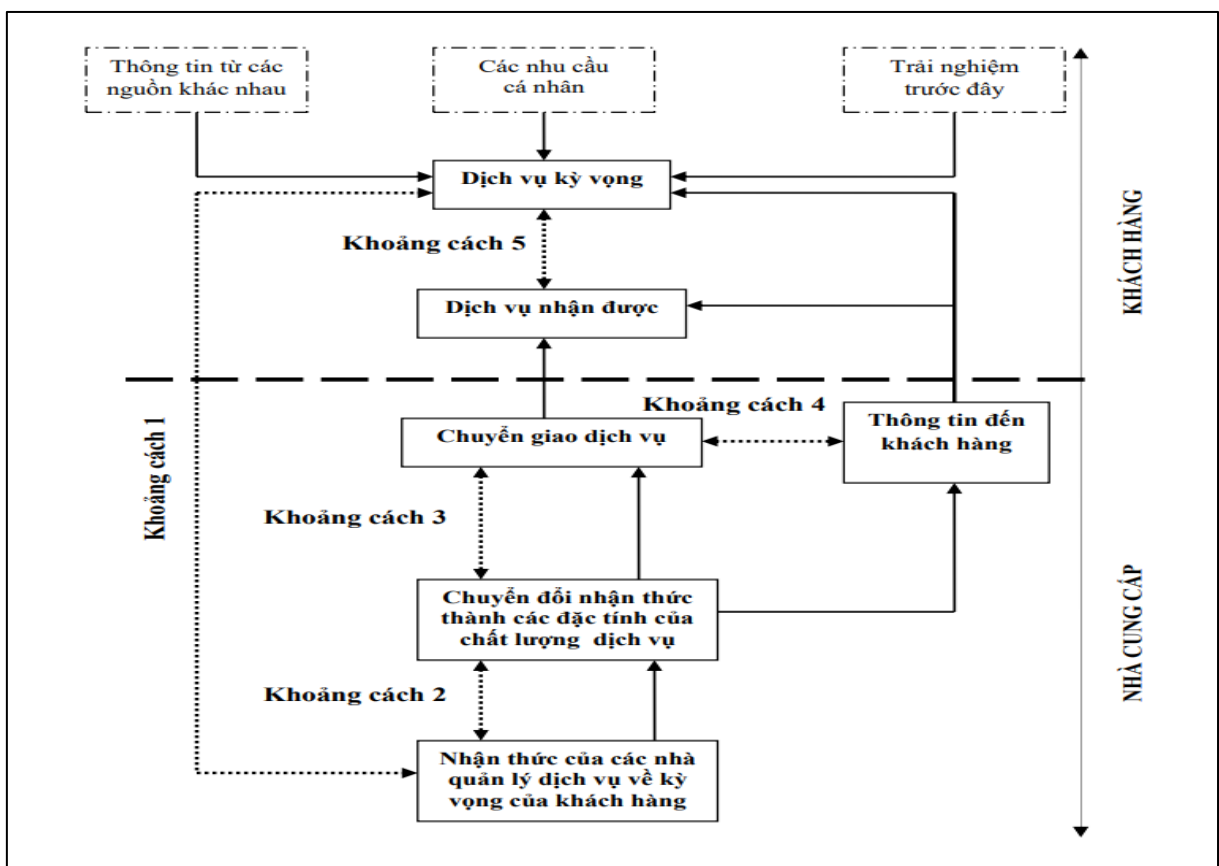 Thông tin từ các
nguồn khác nhau
Các nhu cầu
cá nhân
Trải nghiệm
trước đây
Dịch vụ kỳ vọng
Khoảng cách 5
Dịch vụ nhận được
KHÁCH HÀNG
Khoảng cách 1
Khoảng cách 4
Chuyển giao dịch vụ
Thông tin đến
khách hàng
Khoảng cách 3
Chuyển đổi nhận thức
thành các đặc tính của
chất lượng dịch vụ
Khoảng cách 2
NHÀ CUNG CẤP
Nhận thức của các nhà
quản lý dịch vụ về kỳ
vọng của khách hàng